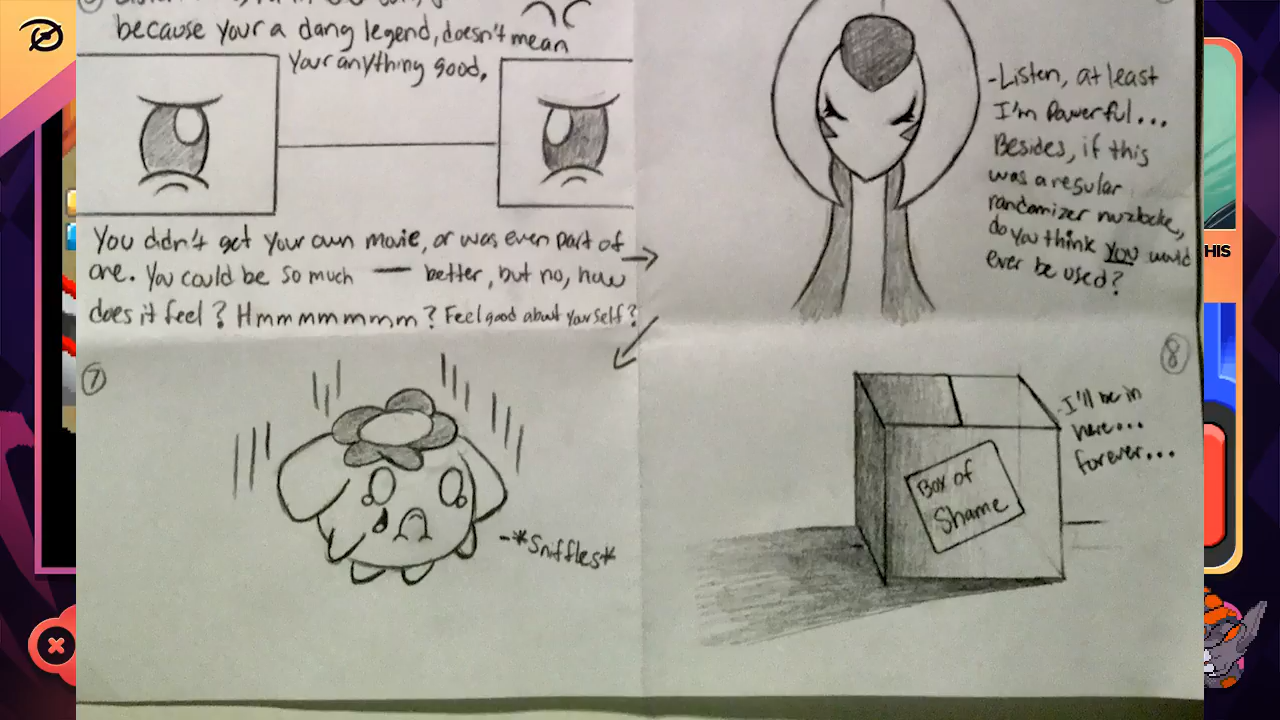 because your a dang legend, doesn't mean
your anything good.
You didn't get your own movie, or was even part of
one. You could be so much — better, but no, how
does it feel? Hmmmmmmm? Feel good about yourself?
-Listen, at least
I'm Powerful...
Besides, if this
was a regular
randomizer nuzlocke,
do you think you would
ever be used?
7
-*Sniffles*
8
-I'll be in
here...
forever...
Box of
Shame
HIS